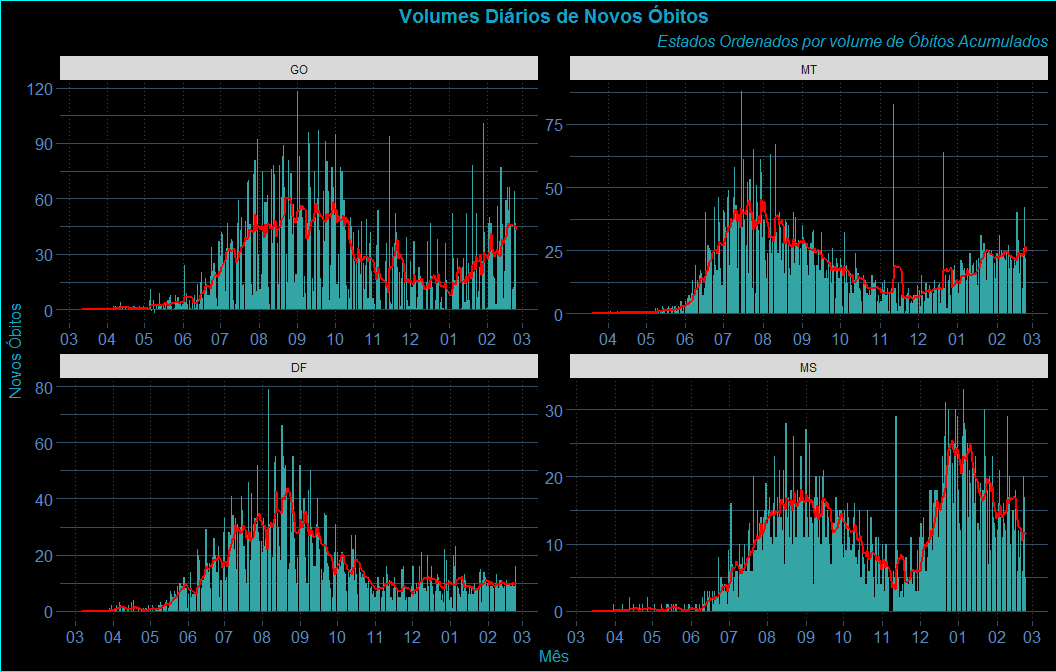 Volumes Diários de Novos Óbitos
Estados Ordenados por volume de Óbitos Acumulados
GO
MT
120
90
60
30
0
75
50
25
0
03 04 05 06 07 08 09 10 11 12 01 02 03
04 05 06 07 08 09 10 11 12 01 02 03
Novos Óbitos
DF
MS
80
60
40
20
0
30
20
10
0
03 04 05 06 07 08 09 10 11 12 01 02 03
03 04 05 06 07 08 09 10 11 12 01 02 03
Mês